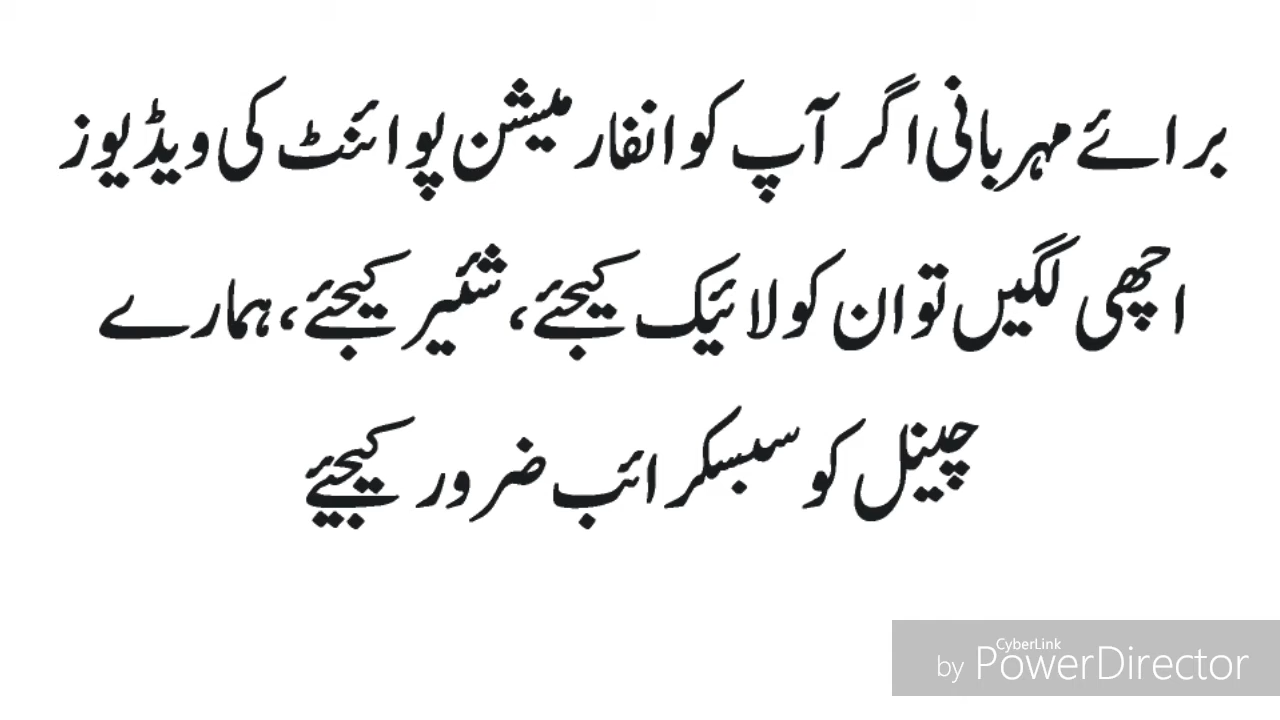 برائے مہربانی اگر آپ کو انفارمیشن پوائنٹ کی ویڈیوز
اچھی لگیں تو ان کو لائیک کیجئے، شئیر کیجئے، ہمارے
چینل کو سبسکرائب ضرور کیجیئے
CyberLink
by PowerDirector